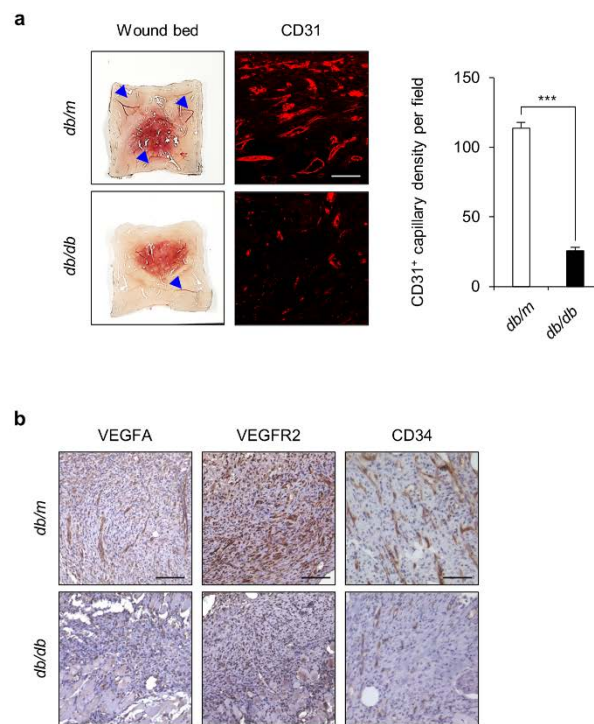 a
Wound bed
CD31
db/m
db/db
150
100
50
0
CD31⁺ capillary density per field
***
db/m
db/db
b
VEGFA
VEGFR2
CD34
db/m
db/db